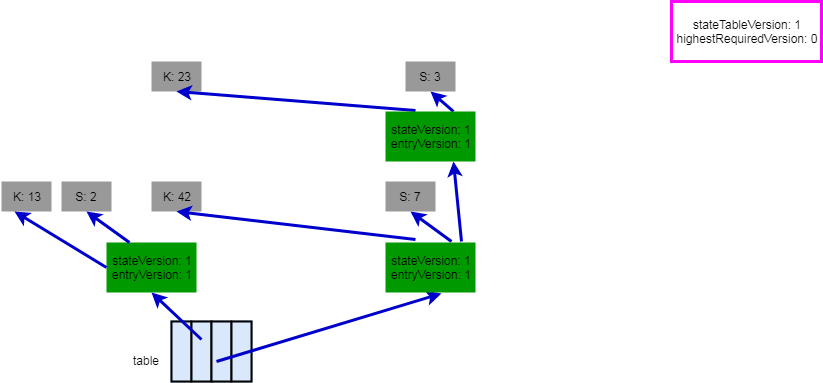 stateTableVersion: 1
highestRequiredVersion: 0
K: 23
S: 3
stateVersion: 1
entryVersion: 1
K: 13
S: 2
K: 42
S: 7
stateVersion: 1
entryVersion: 1
stateVersion: 1
entryVersion: 1
table